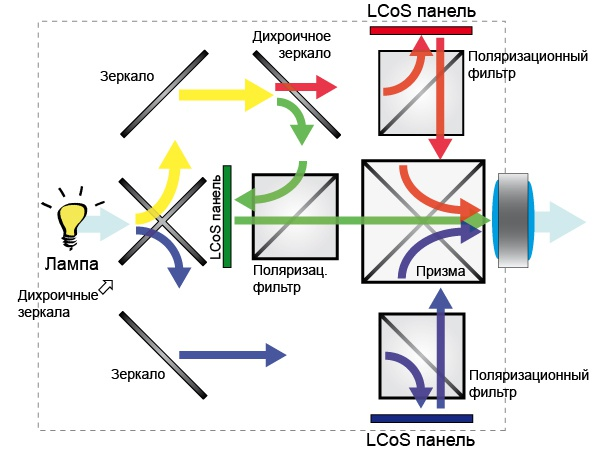 LCoS панель
Дихроичное
зеркало
Зеркало
Поляризационный
фильтр
LCoS панель
Лампа
Поляризац.
фильтр
Призма
Дихроичные
зеркала
Зеркало
Поляризационный
фильтр
LCoS панель